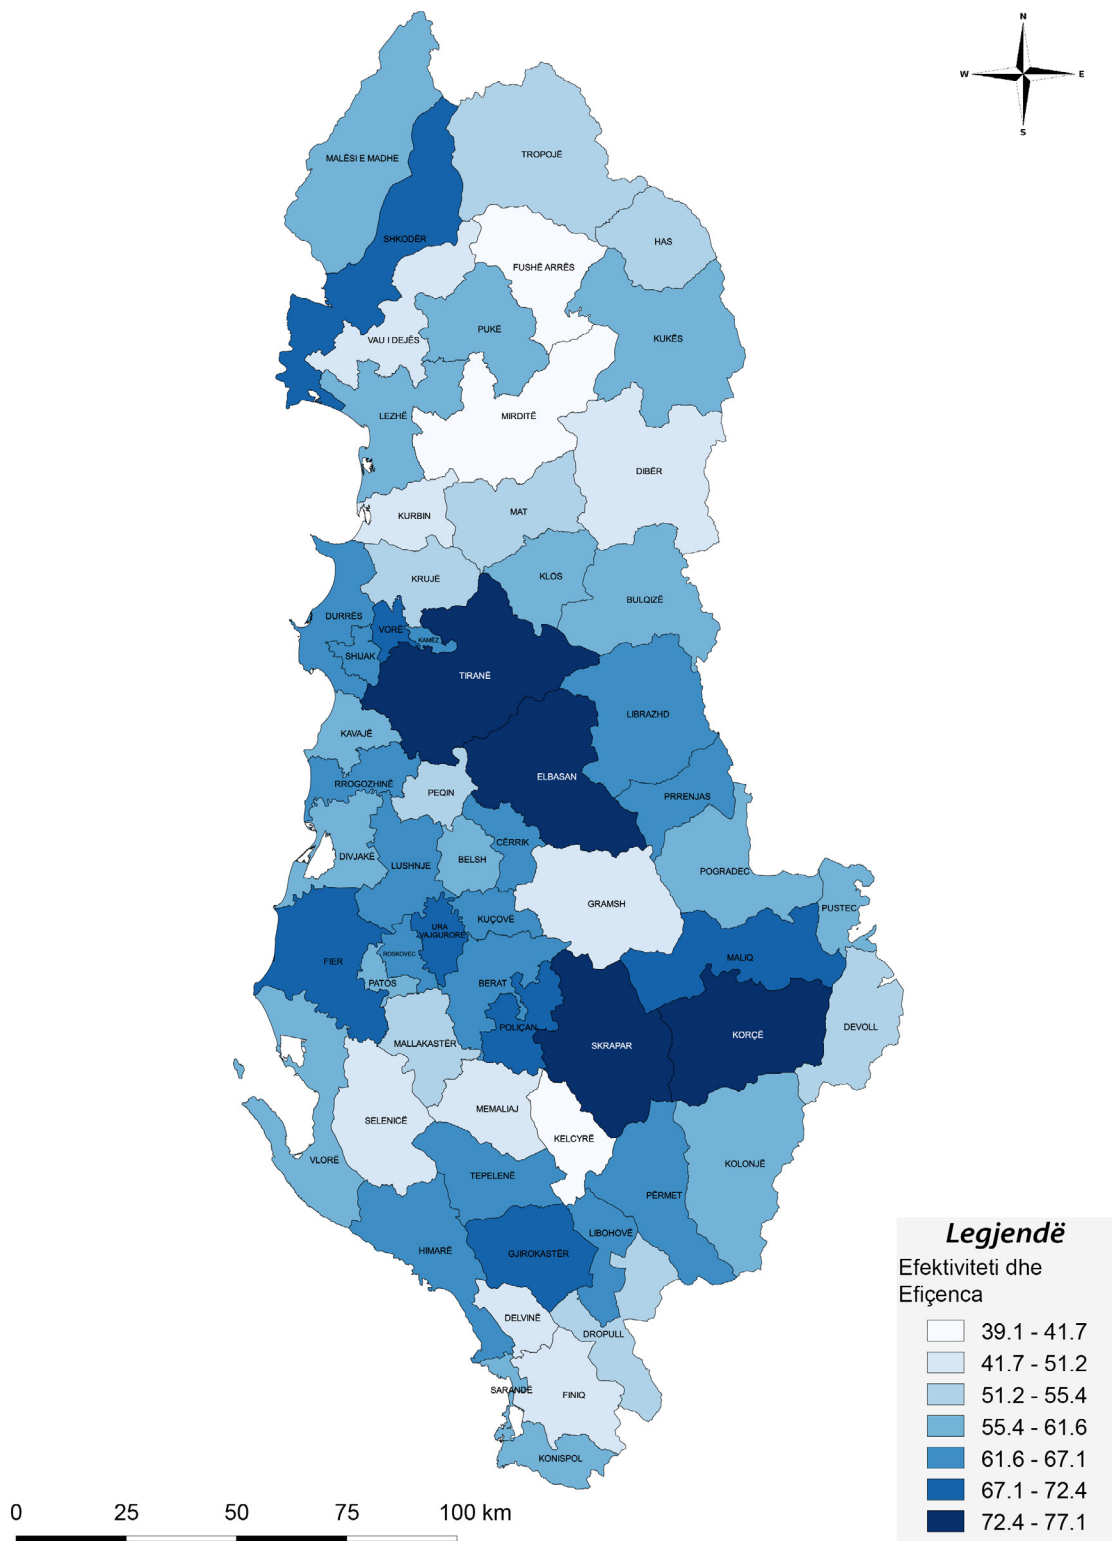 N
W
E
S
MALËSI E MADHE
TROPOJË
SHKODËR
HAS
FUSHË ARRËS
PUKË
KUKËS
VAU I DEJËS
LEZHË
MIRDITË
DIBËR
KURBIN
MAT
KRUJË
KLOS
BULQIZË
DURRËS
VORË
KAMËZ
SHIJAK
TIRANË
LIBRAZHD
KAVAJË
ELBASAN
RROGOZHINË
PEQIN
PRRENJAS
CËRRIK
DIVJAKË
LUSHNJE
BELSH
POGRADEC
GRAMSH
PUSTEC
KUÇOVË
URA
VAJGURORE
ROSKOVEC
FIER
MALIQ
PATOS
BERAT
POLIÇAN
DEVOLL
KORÇË
MALLAKASTËR
SKRAPAR
MEMALIAJ
SELENICË
KELCYRË
VLORË
KOLONJË
TEPELENË
PËRMET
LIBOHOVË
HIMARË
GJIROKASTËR
DELVINË
DROPULL
SARANDË
FINIQ
KONISPOL
Legjendë
Efektiviteti dhe
Efiçenca
39.1 - 41.7
41.7 - 51.2
51.2 - 55.4
55.4 - 61.6
61.6 - 67.1
67.1 - 72.4
72.4 - 77.1
0 25 50 75 100 km